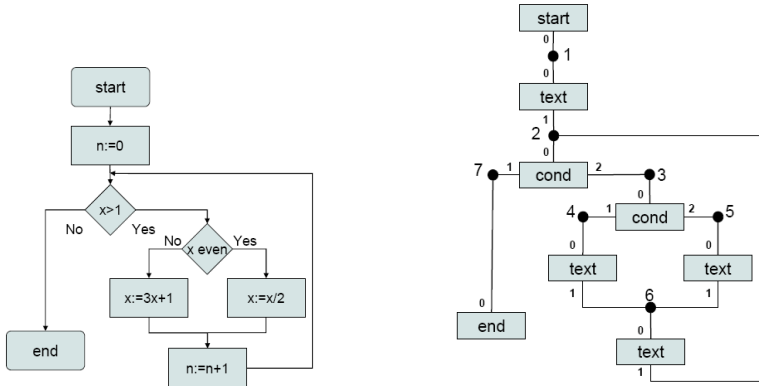 start
n:=0
x>1
No
Yes
x even
No
Yes
x:=3x+1
x:=x/2
end
n:=n+1
start
0
1
0
text
1
2
0
7
1
cond
2
3
0
4
1
cond
2
5
0
0
text
text
1
6
1
0
end
0
text
1